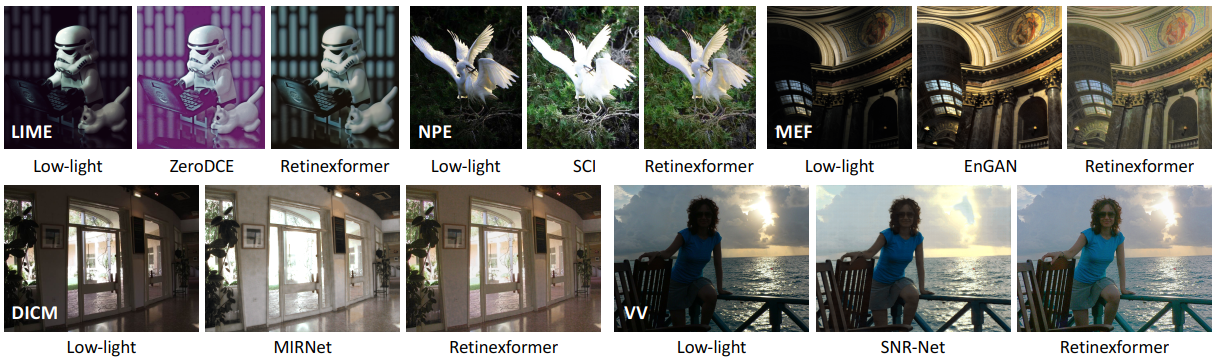 LIME
NPE
MEF
Low-light ZeroDCE Retinexformer Low-light SCI Retinexformer Low-light EnGAN Retinexformer
DICM
VV
Low-light MIRNet Retinexformer Low-light SNR-Net Retinexformer